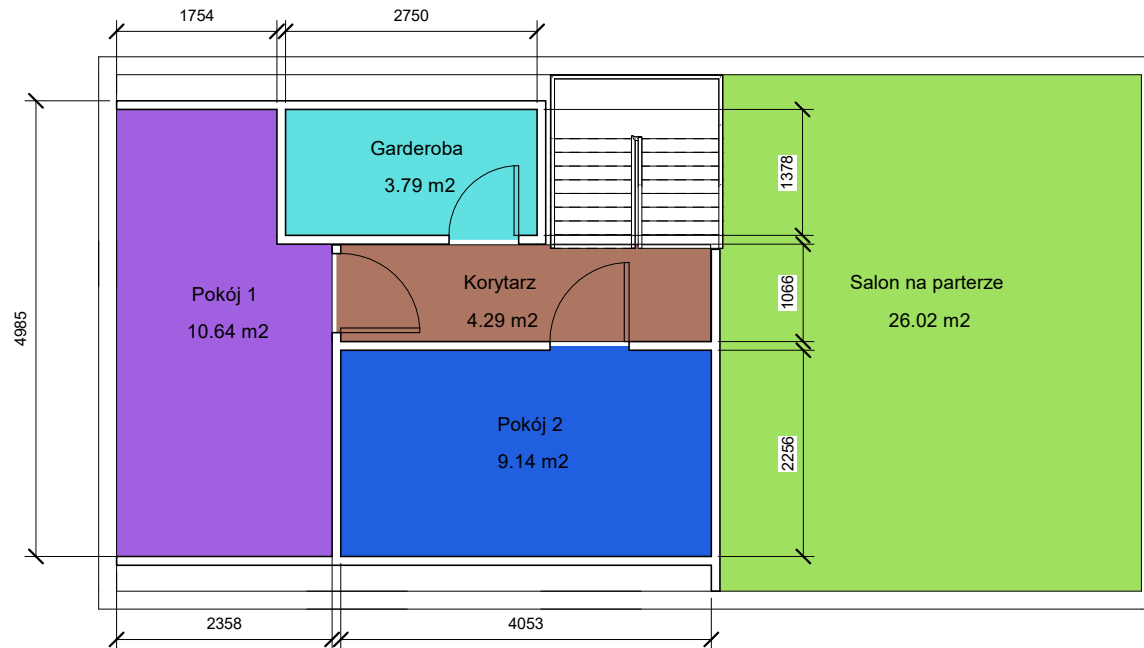 1754
2750
Garderoba
3.79 m2
1378
4985
Pokój 1
10.64 m2
Korytarz
4.29 m2
1066
Salon na parterze
26.02 m2
Pokój 2
9.14 m2
2256
2358
4053